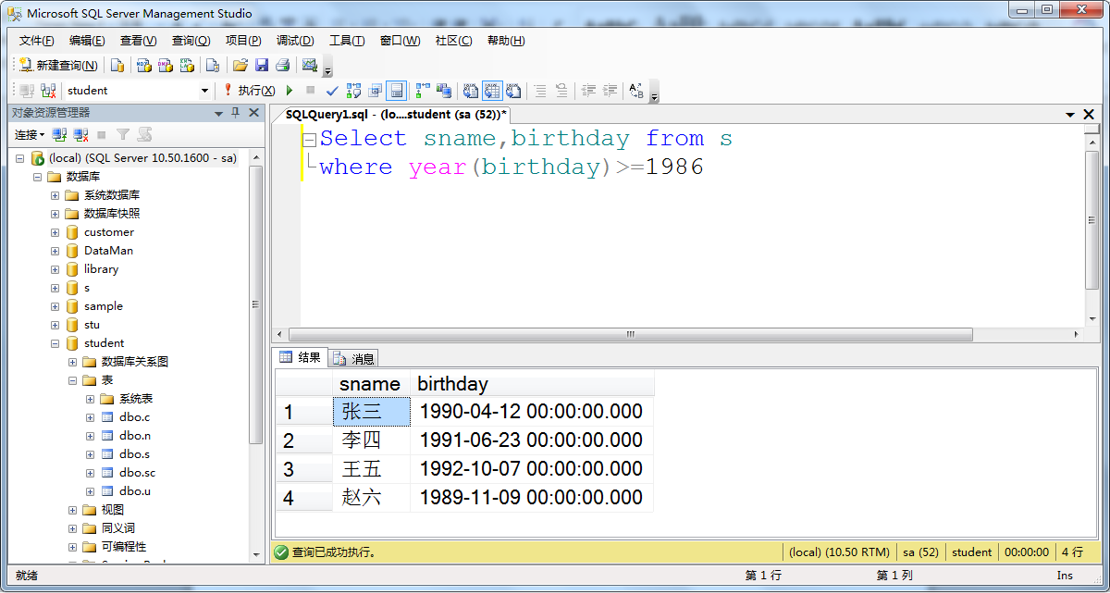 Microsoft SQL Server Management Studio
文件(F) 编辑(E) 查看(V) 查询(Q) 项目(P) 调试(D) 工具(T) 窗口(W) 社区(C) 帮助(H)
新建查询(N)
student 执行(X)
对象资源管理器
连接
(local) (SQL Server 10.50.1600 - sa)
数据库
系统数据库
数据库快照
customer
DataMan
library
s
sample
stu
student
数据库关系图
表
系统表
dbo.c
dbo.n
dbo.s
dbo.sc
dbo.u
视图
同义词
可编程性
SQLQuery1.sql - (lo....student (sa (52))*
Select sname,birthday from s
where year(birthday)>=1986
结果 消息
sname birthday
1 张三 1990-04-12 00:00:00.000
2 李四 1991-06-23 00:00:00.000
3 王五 1992-10-07 00:00:00.000
4 赵六 1989-11-09 00:00:00.000
查询已成功执行。 (local) (10.50 RTM) sa (52) student 00:00:00 4 行
就绪 第 1 行 第 1 列 Ins